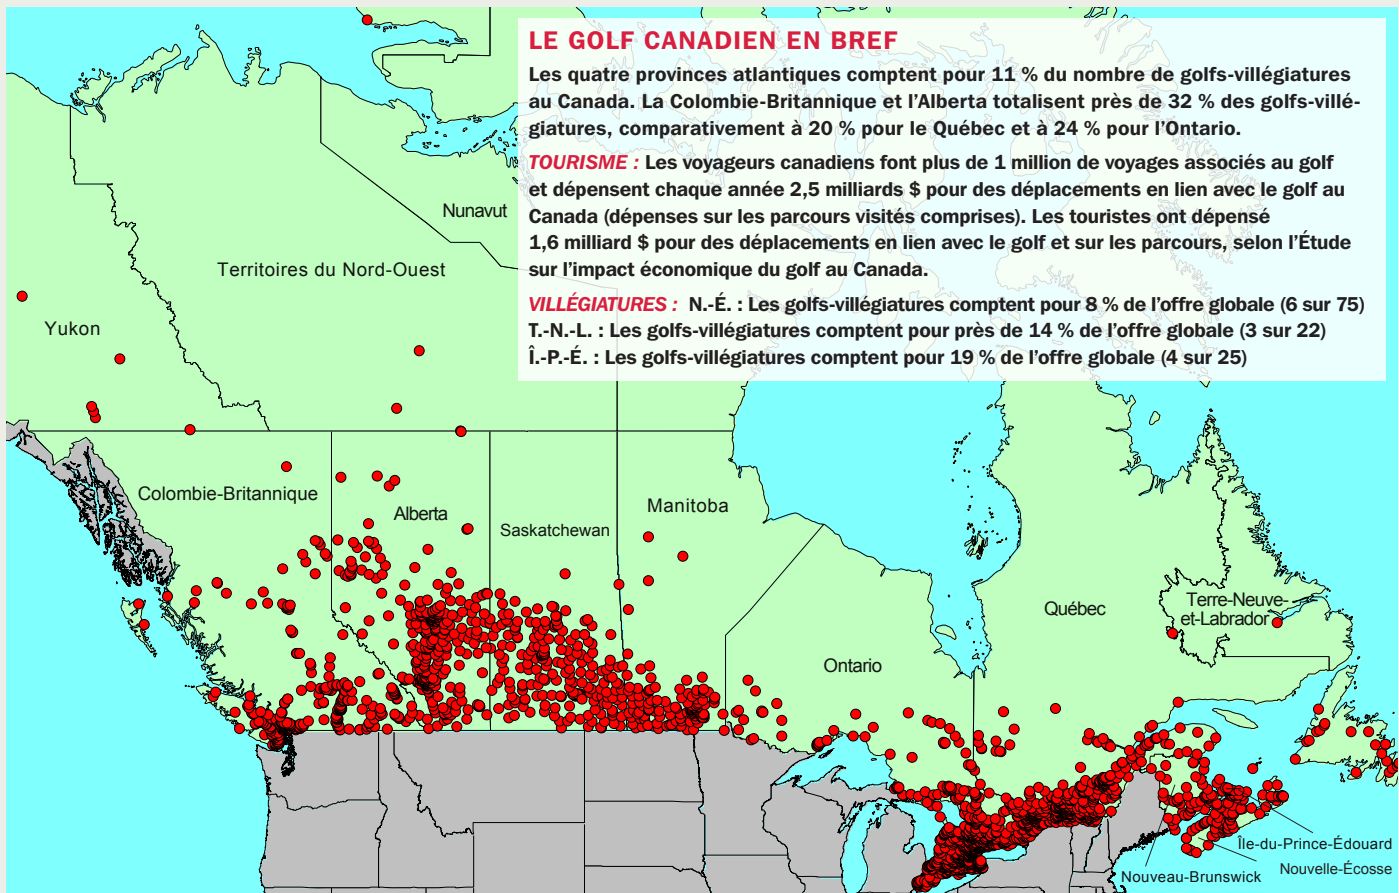 LE GOLF CANADIEN EN BREF
Les quatre provinces atlantiques comptent pour 11 % du nombre de golfs-villégiatures
au Canada. La Colombie-Britannique et l’Alberta totalisent près de 32 % des golfs-villé-
giatures, comparativement à 20 % pour le Québec et à 24 % pour l’Ontario.
TOURISME : Les voyageurs canadiens font plus de 1 million de voyages associés au golf
et dépensent chaque année 2,5 milliards $ pour des déplacements en lien avec le golf au
Canada (dépenses sur les parcours visités comprises). Les touristes ont dépensé
1,6 milliard $ pour des déplacements en lien avec le golf et sur les parcours, selon l’Étude
sur l’impact économique du golf au Canada.
VILLÉGIATURES : N.-É. : Les golfs-villégiatures comptent pour 8 % de l’offre globale (6 sur 75)
T.-N.-L. : Les golfs-villégiatures comptent pour près de 14 % de l’offre globale (3 sur 22)
Î.-P.-É. : Les golfs-villégiatures comptent pour 19 % de l’offre globale (4 sur 25)
Nunavut
Territoires du Nord-Ouest
Yukon
Colombie-Britannique
Alberta
Saskatchewan
Manitoba
Ontario
Québec
Terre-Neuve-
et-Labrador
Île-du-Prince-Édouard
Nouvelle-Écosse
Nouveau-Brunswick